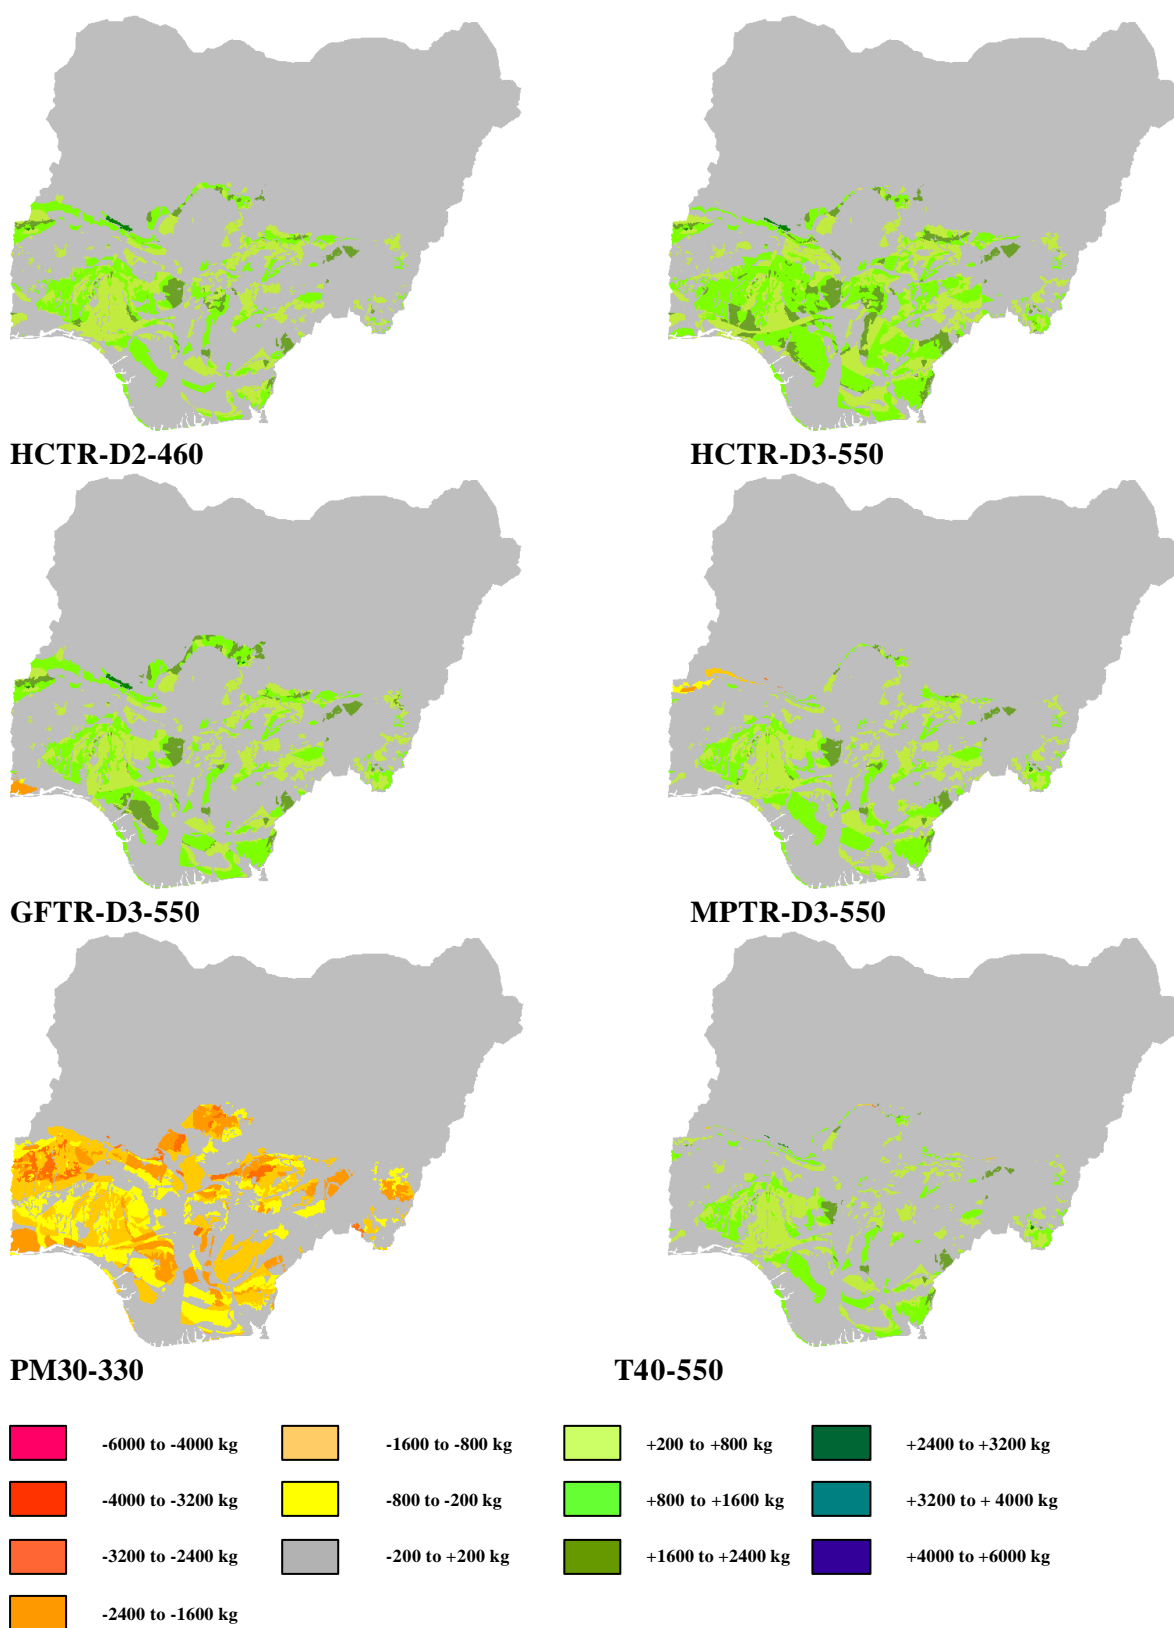 HCTR-D2-460 HCTR-D3-550
GFTR-D3-550 MPTR-D3-550
PM30-330 T40-550
-6000 to -4000 kg -1600 to -800 kg +200 to +800 kg +2400 to +3200 kg
-4000 to -3200 kg -800 to -200 kg +800 to +1600 kg +3200 to + 4000 kg
-3200 to -2400 kg -200 to +200 kg +1600 to +2400 kg +4000 to +6000 kg
-2400 to -1600 kg